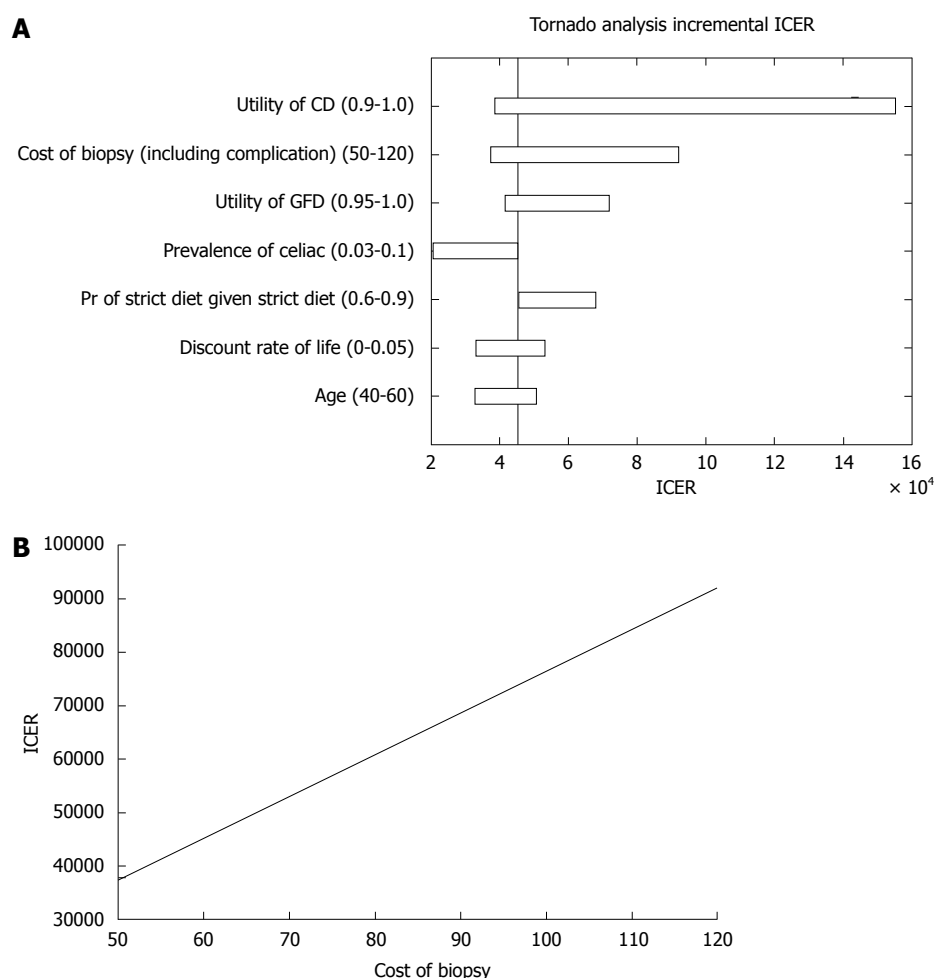 A
Tornado analysis incremental ICER
Utility of CD (0.9-1.0)
Cost of biopsy (including complication) (50-120)
Utility of GFD (0.95-1.0)
Prevalence of celiac (0.03-0.1)
Pr of strict diet given strict diet (0.6-0.9)
Discount rate of life (0-0.05)
Age (40-60)
2 4 6 8 10 12 14 16
ICER × 10⁴
B
100000
90000
80000
70000
60000
50000
40000
30000
ICER
50 60 70 80 90 100 110 120
Cost of biopsy